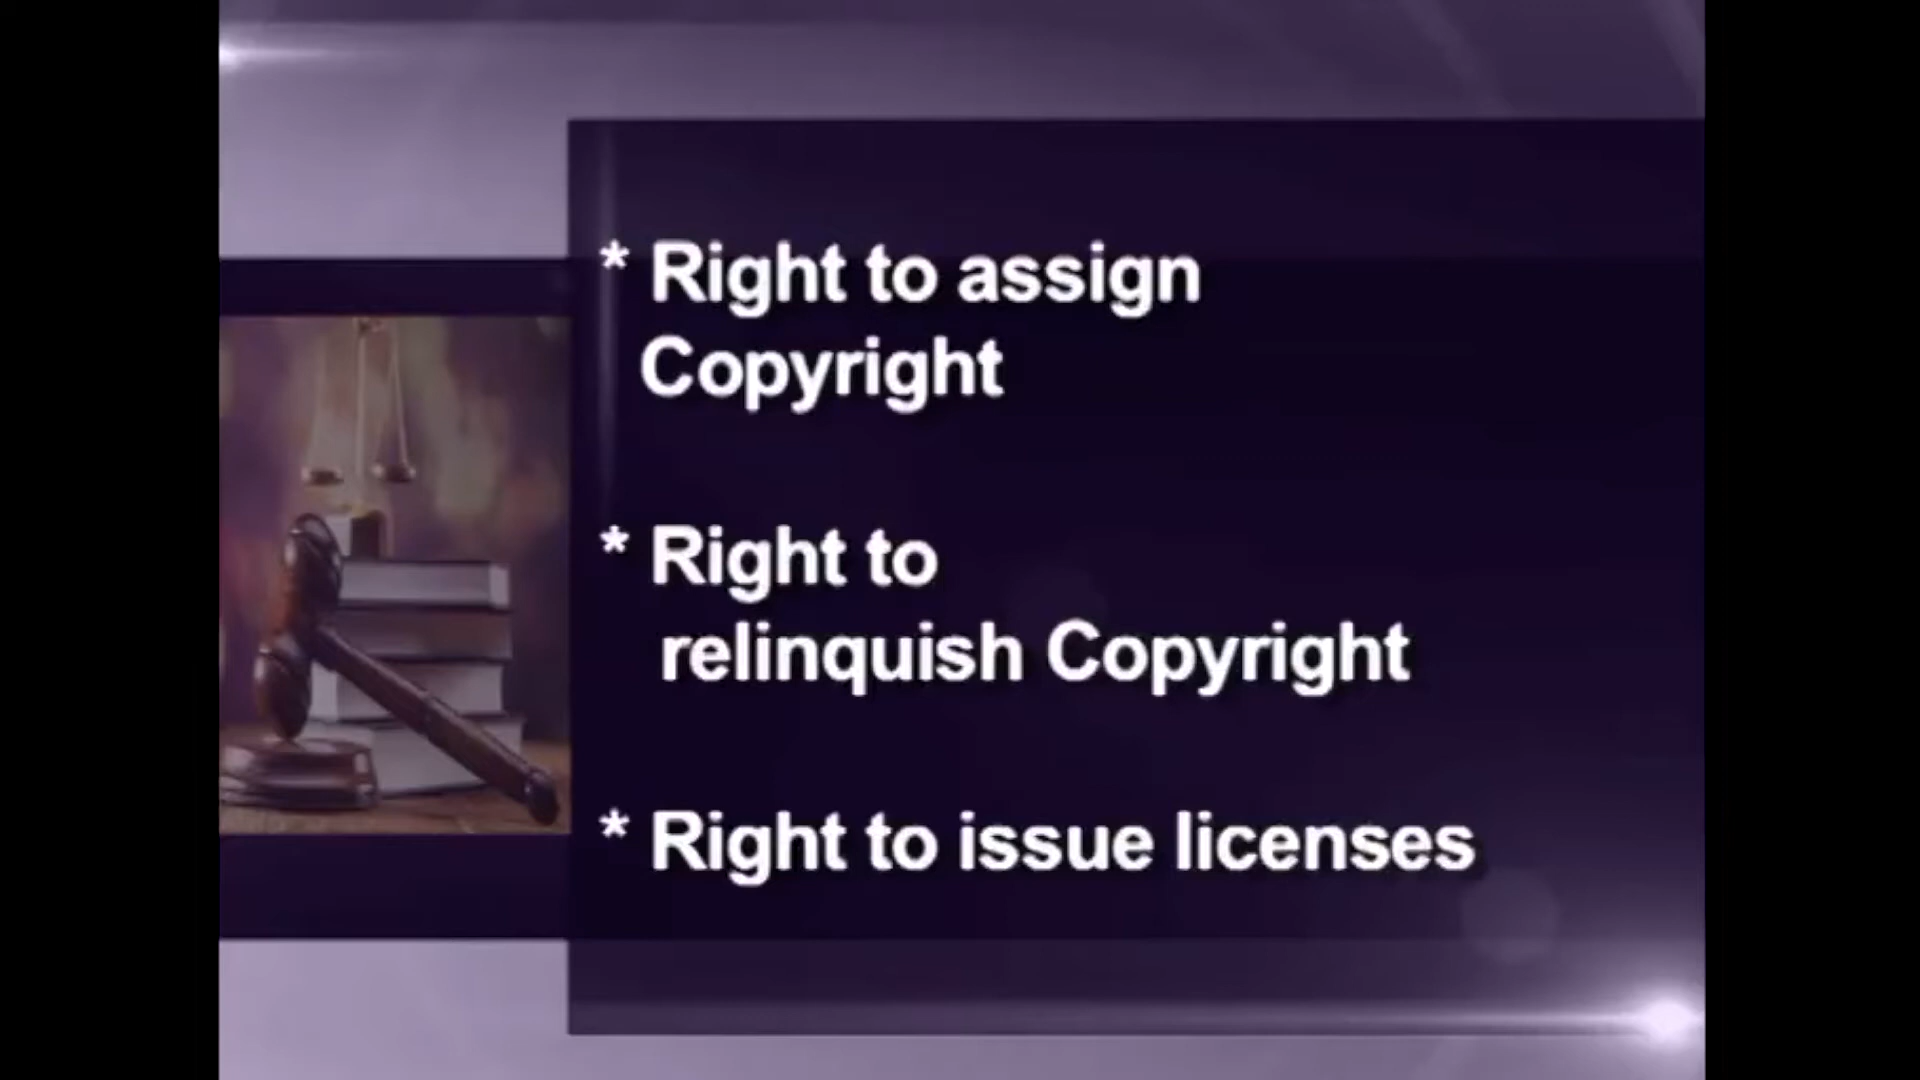 * Right to assign
Copyright
* Right to
relinquish Copyright
* Right to issue licenses